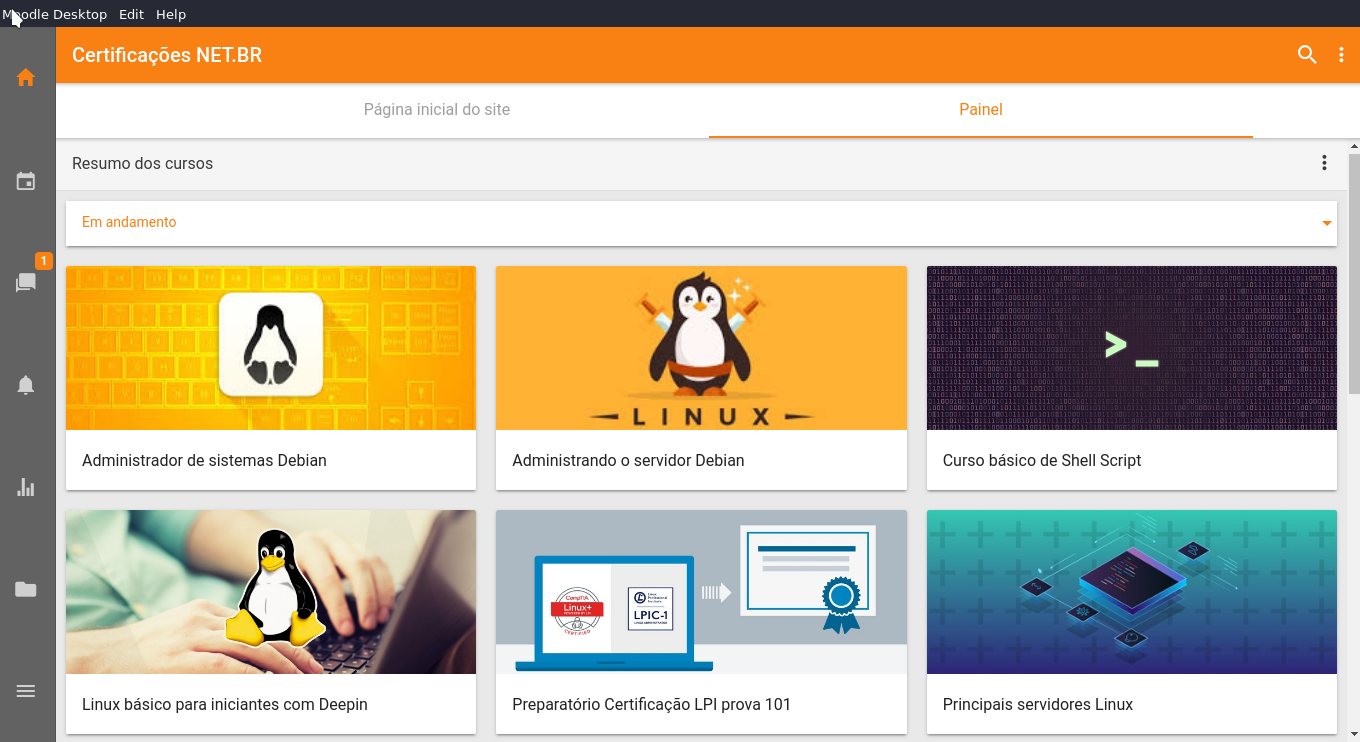 Moodle Desktop Edit Help
Certificações NET.BR
Página inicial do site Painel
Resumo dos cursos
Em andamento
1
LINUX
>_
Administrador de sistemas Debian
Administrando o servidor Debian
Curso básico de Shell Script
CompTIA
Linux+
CERTIFIED
LPIC-1
Linux básico para iniciantes com Deepin
Preparatório Certificação LPI prova 101
Principais servidores Linux